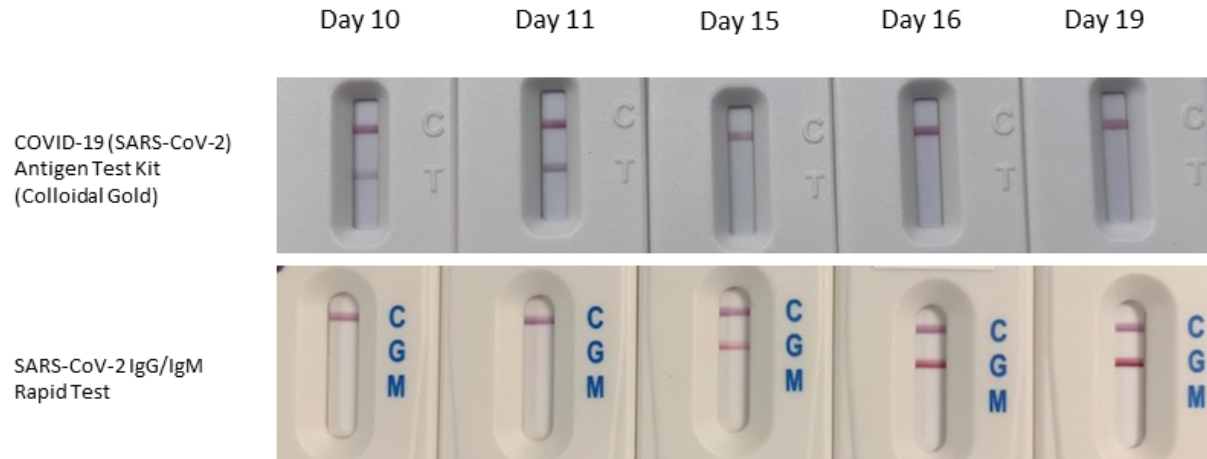 Day 10 Day 11 Day 15 Day 16 Day 19
COVID-19 (SARS-CoV-2)
Antigen Test Kit
(Colloidal Gold)
C C C C C
T T T T T
SARS-CoV-2 IgG/IgM
Rapid Test
C C C C C
G G G G G
M M M M M